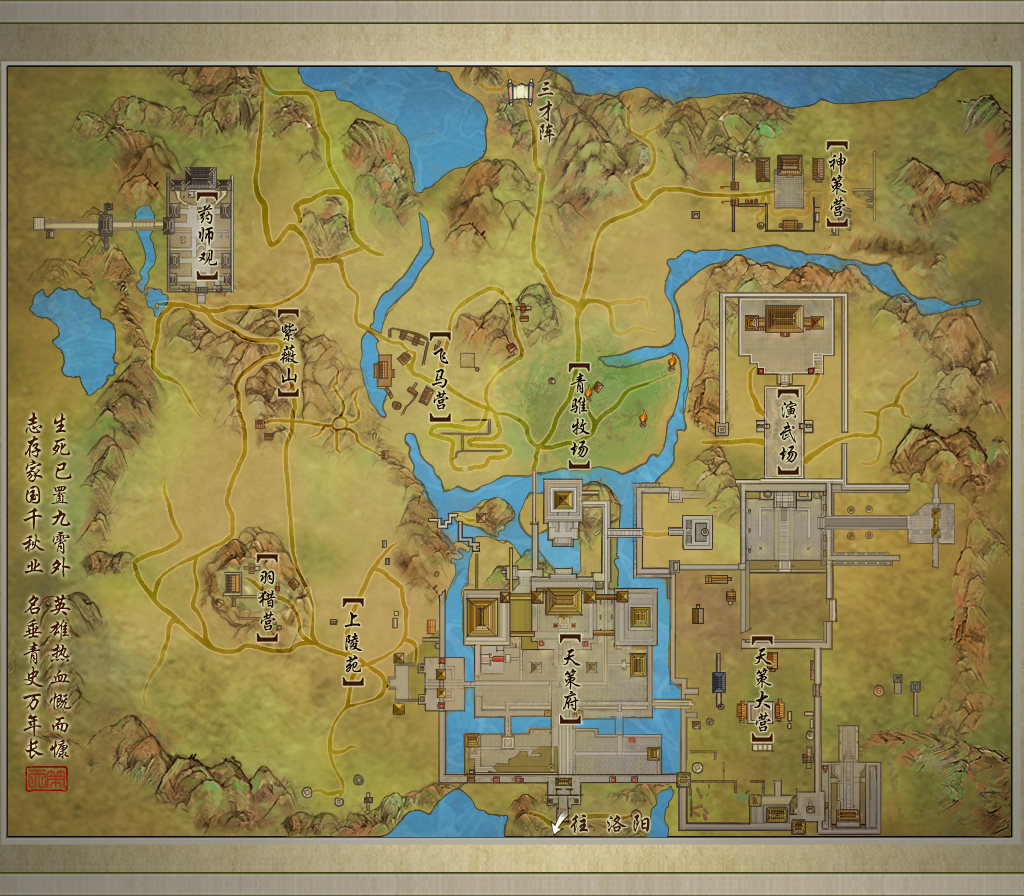 三才阵
神策营
药师观
紫薇山
飞马营
青骓牧场
演武场
生死已置九霄外 英雄热血慨而慷
志存家国千秋业 名垂青史万年长
羽猎营
上陵苑
天策府
天策大营
往 洛阳